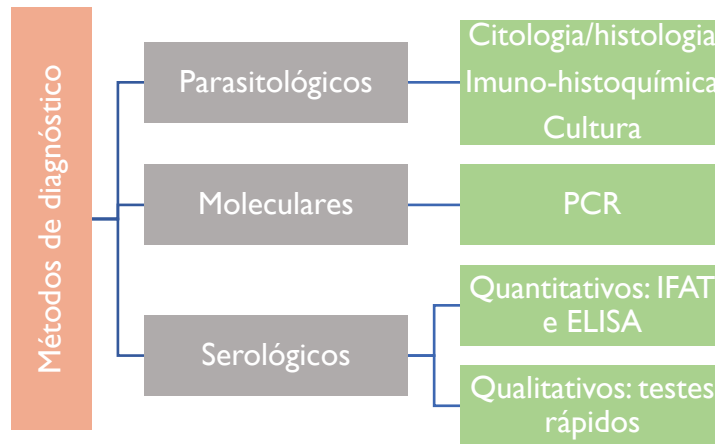 Métodos de diagnóstico
Parasitológicos
Citologia/histologia
Imuno-histoquímica
Cultura
Moleculares
PCR
Serológicos
Quantitativos: IFAT
e ELISA
Qualitativos: testes
rápidos